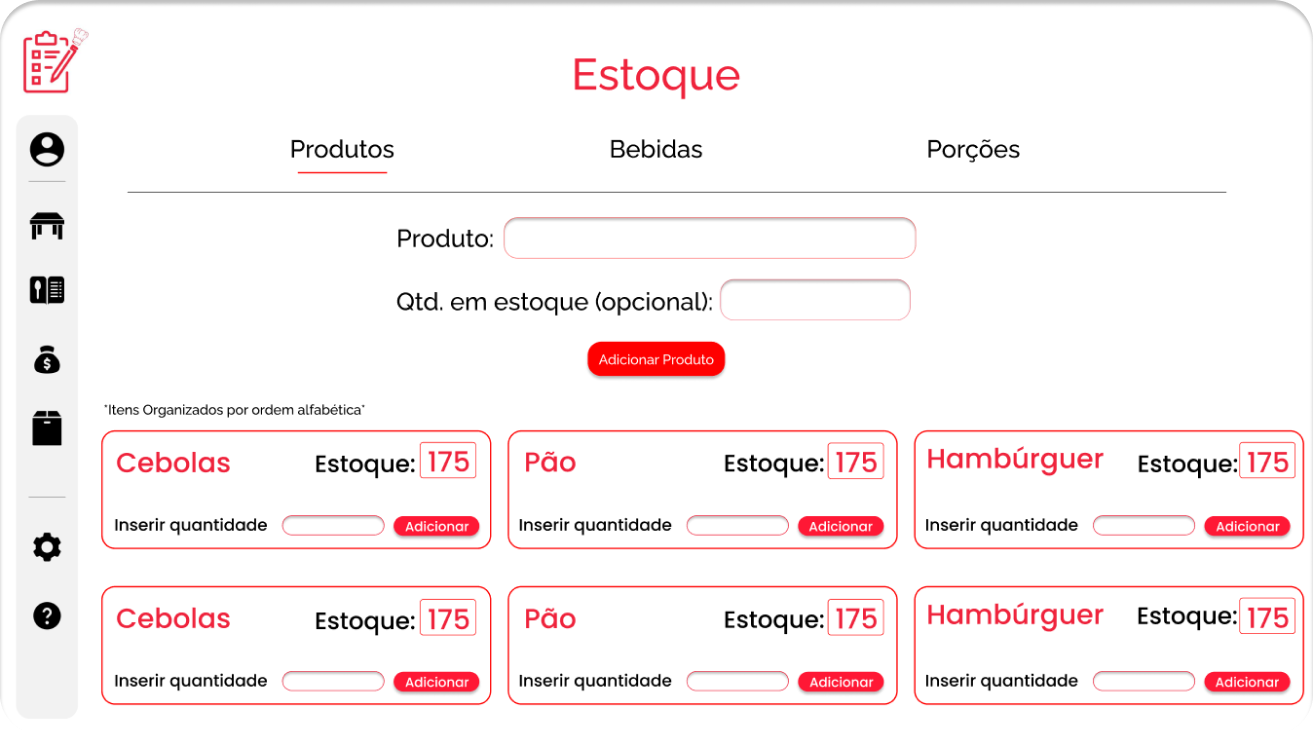 Estoque
Produtos Bebidas Porções
Produto:
Qtd. em estoque (opcional):
Adicionar Produto
*Itens Organizados por ordem alfabética*
Cebolas Estoque: 175 Pão Estoque: 175 Hambúrguer Estoque: 175
Inserir quantidade Adicionar Inserir quantidade Adicionar Inserir quantidade Adicionar
Cebolas Estoque: 175 Pão Estoque: 175 Hambúrguer Estoque: 175
Inserir quantidade Adicionar Inserir quantidade Adicionar Inserir quantidade Adicionar